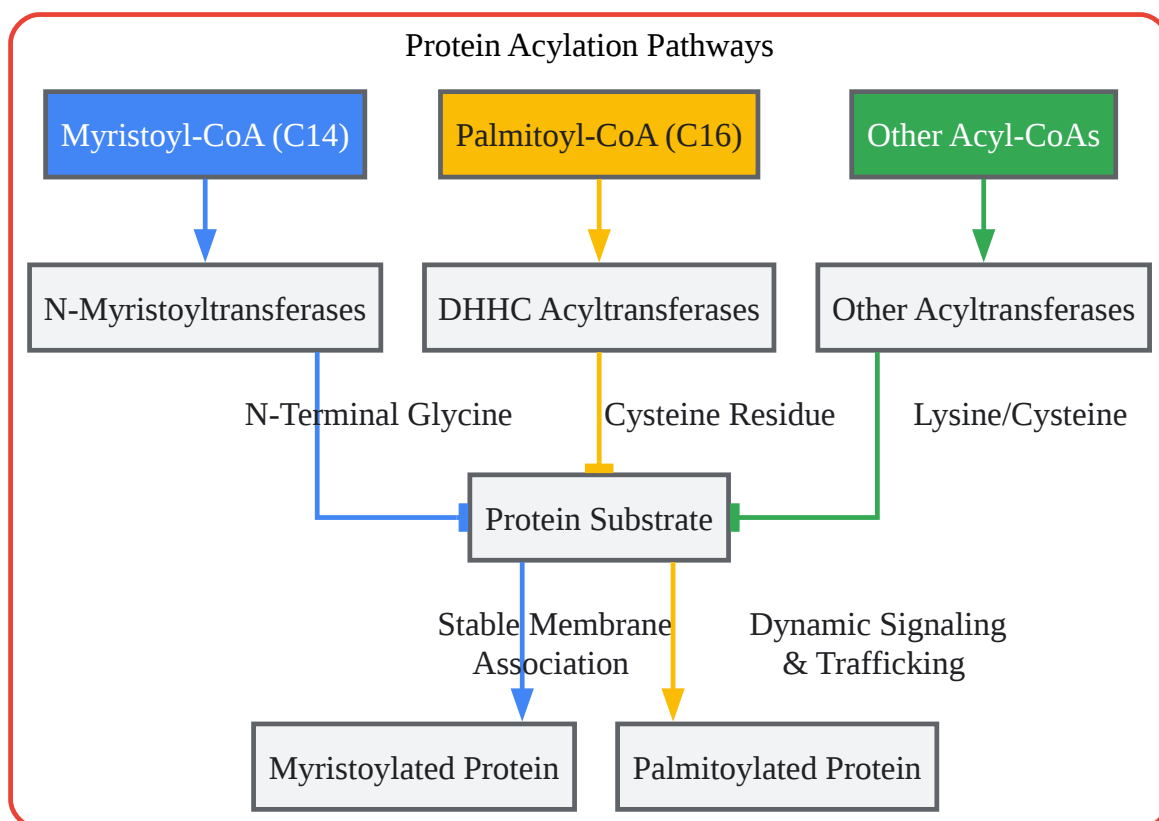 Protein Acylation Pathways
Myristoyl-CoA (C14)
Palmitoyl-CoA (C16)
Other Acyl-CoAs
N-Myristoyltransferases
DHHC Acyltransferases
Other Acyltransferases
N-Terminal Glycine
Cysteine Residue
Lysine/Cysteine
Protein Substrate
Stable Membrane
Association
Dynamic Signaling
& Trafficking
Myristoylated Protein
Palmitoylated Protein